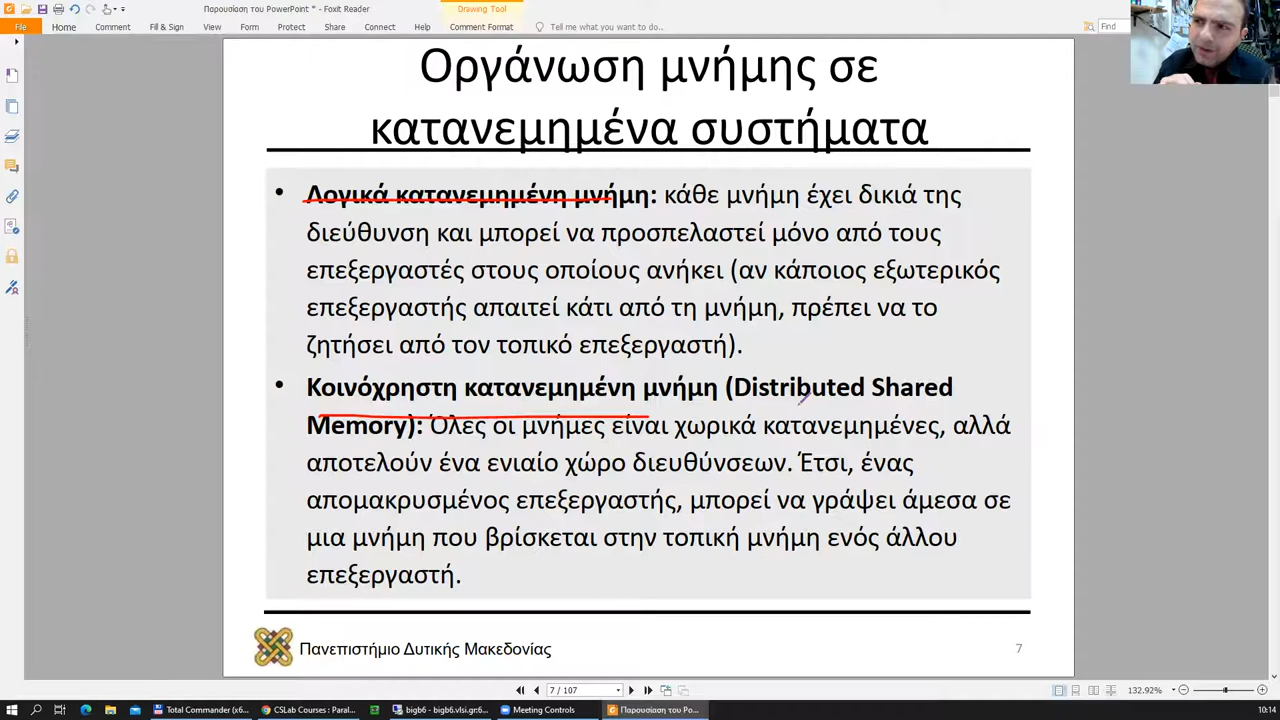 Παρουσίαση του PowerPoint * - Foxit Reader
Drawing Tool
File Home Comment Fill & Sign View Form Protect Share Connect Help Comment Format Tell me what you want to do... Find
Οργάνωση μνήμης σε
κατανεμημένα συστήματα
• Λογικά κατανεμημένη μνήμη: κάθε μνήμη έχει δικιά της
διεύθυνση και μπορεί να προσπελαστεί μόνο από τους
επεξεργαστές στους οποίους ανήκει (αν κάποιος εξωτερικός
επεξεργαστής απαιτεί κάτι από τη μνήμη, πρέπει να το
ζητήσει από τον τοπικό επεξεργαστή).
• Κοινόχρηστη κατανεμημένη μνήμη (Distributed Shared
Memory): Όλες οι μνήμες είναι χωρικά κατανεμημένες, αλλά
αποτελούν ένα ενιαίο χώρο διευθύνσεων. Έτσι, ένας
απομακρυσμένος επεξεργαστής, μπορεί να γράψει άμεσα σε
μια μνήμη που βρίσκεται στην τοπική μνήμη ενός άλλου
επεξεργαστή.
Πανεπιστήμιο Δυτικής Μακεδονίας
7
7 / 107
132.92%
Total Commander (x6... CSLab Courses : Paral... bigb6 - bigb6.vlsi.gr:6... Meeting Controls Παρουσίαση του Po... 10:14